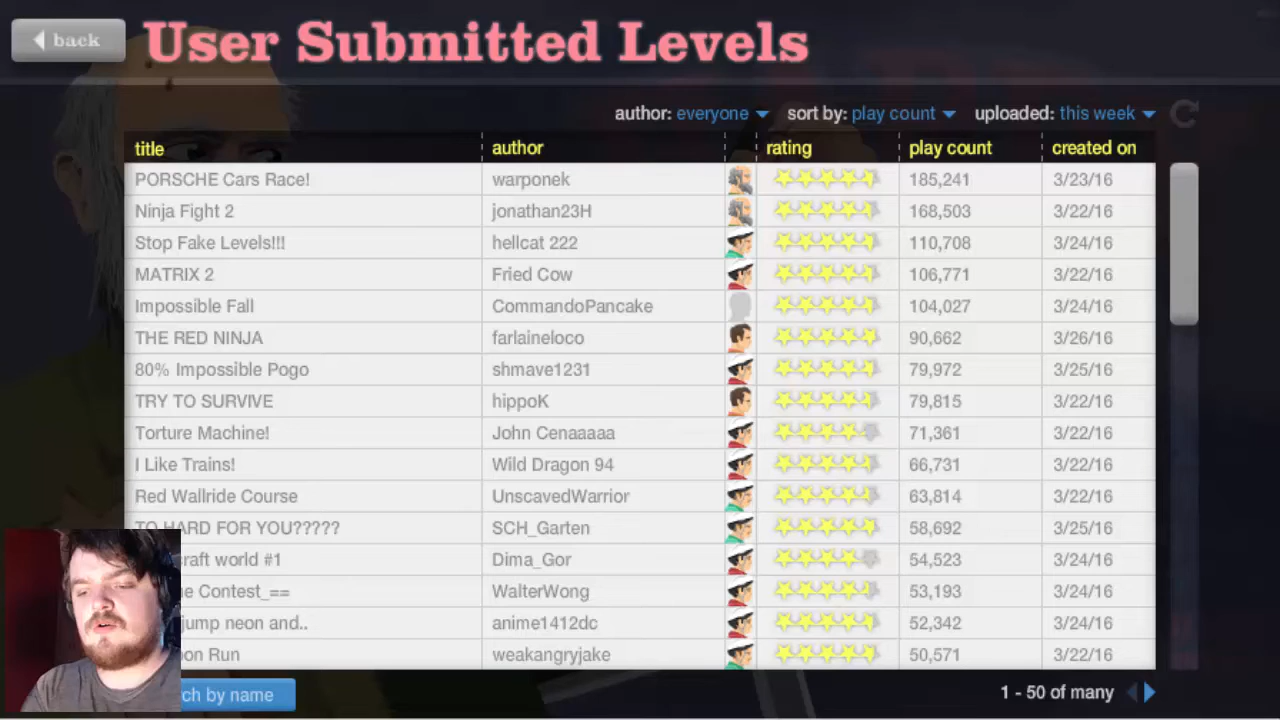 back
User Submitted Levels
author: everyone sort by: play count uploaded: this week
title author rating play count created on
PORSCHE Cars Race! warponek 185,241 3/23/16
Ninja Fight 2 jonathan23H 168,503 3/22/16
Stop Fake Levels!!! hellcat 222 110,708 3/24/16
MATRIX 2 Fried Cow 106,771 3/22/16
Impossible Fall CommandoPancake 104,027 3/24/16
THE RED NINJA farlaineloco 90,662 3/26/16
80% Impossible Pogo shmave1231 79,972 3/25/16
TRY TO SURVIVE hippoK 79,815 3/22/16
Torture Machine! John Cenaaaaa 71,361 3/22/16
I Like Trains! Wild Dragon 94 66,731 3/22/16
Red Wallride Course UnscavedWarrior 63,814 3/22/16
TO HARD FOR YOU????? SCH_Garten 58,692 3/25/16
raft world #1 Dima_Gor 54,523 3/24/16
e Contest_== WalterWong 53,193 3/24/16
jump neon and.. anime1412dc 52,342 3/24/16
on Run weakangryjake 50,571 3/22/16
ch by name 1 - 50 of many